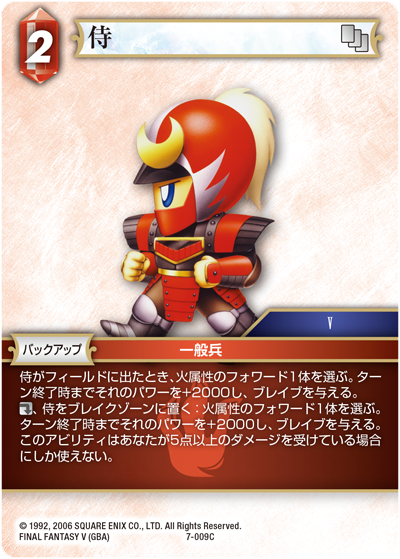 2
侍
V
バックアップ
一般兵
侍がフィールドに出たとき、火属性のフォワード1体を選ぶ。ター
ン終了時までそれのパワーを+2000し、ブレイブを与える。
、侍をブレイクゾーンに置く：火属性のフォワード1体を選ぶ。
ターン終了時までそれのパワーを+2000し、ブレイブを与える。
このアビリティはあなたが5点以上のダメージを受けている場合
にしか使えない。
© 1992, 2006 SQUARE ENIX CO., LTD. All Rights Reserved.
FINAL FANTASY V (GBA)
7-009C